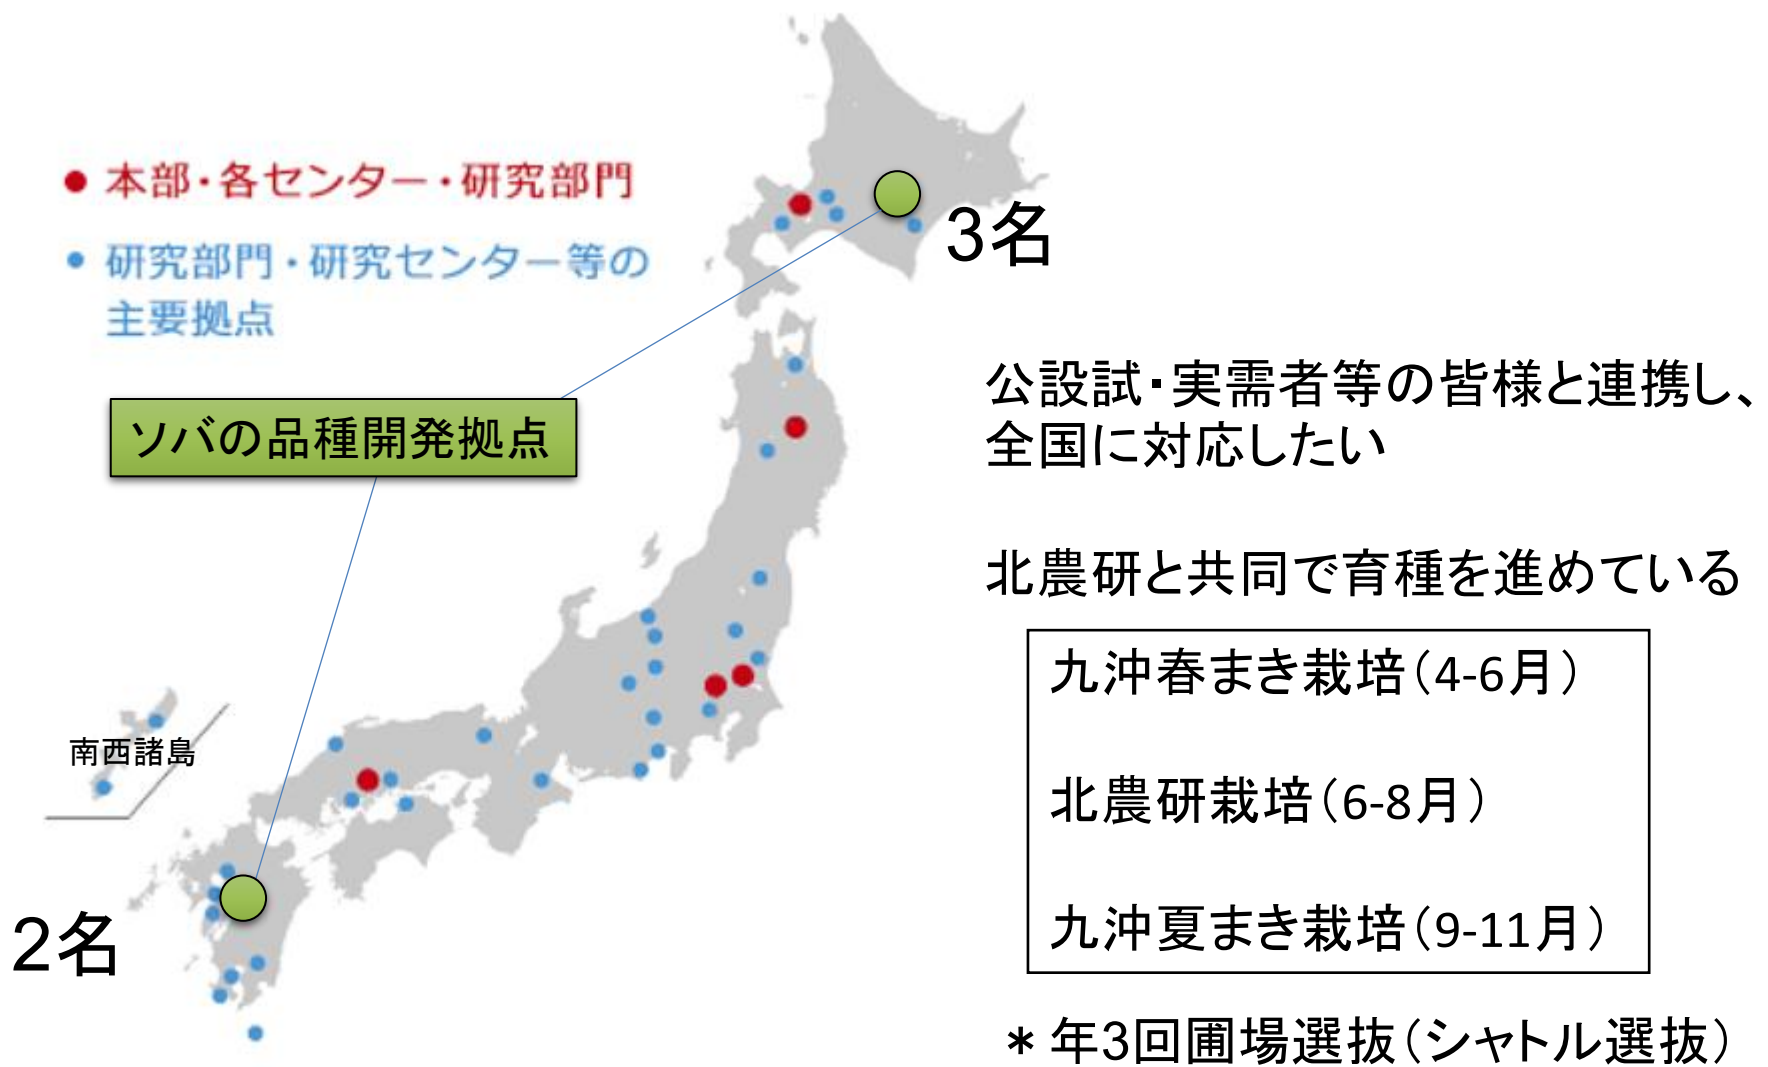 ● 本部・各センター・研究部門
● 研究部門・研究センター等の
主要拠点
ソバの品種開発拠点
3名
南西諸島
2名
公設試・実需者等の皆様と連携し、
全国に対応したい
北農研と共同で育種を進めている
九沖春まき栽培（4-6月）
北農研栽培（6-8月）
九沖夏まき栽培（9-11月）
＊年3回圃場選抜（シャトル選抜）